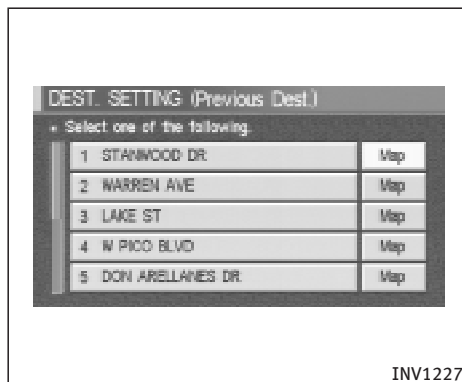 DEST. SETTING (Previous Dest.)
• Select one of the following.
1 STANWOOD DR Map
2 WARREN AVE Map
3 LAKE ST Map
4 W PICO BLVD Map
5 DON ARELLANES DR Map
INV1227